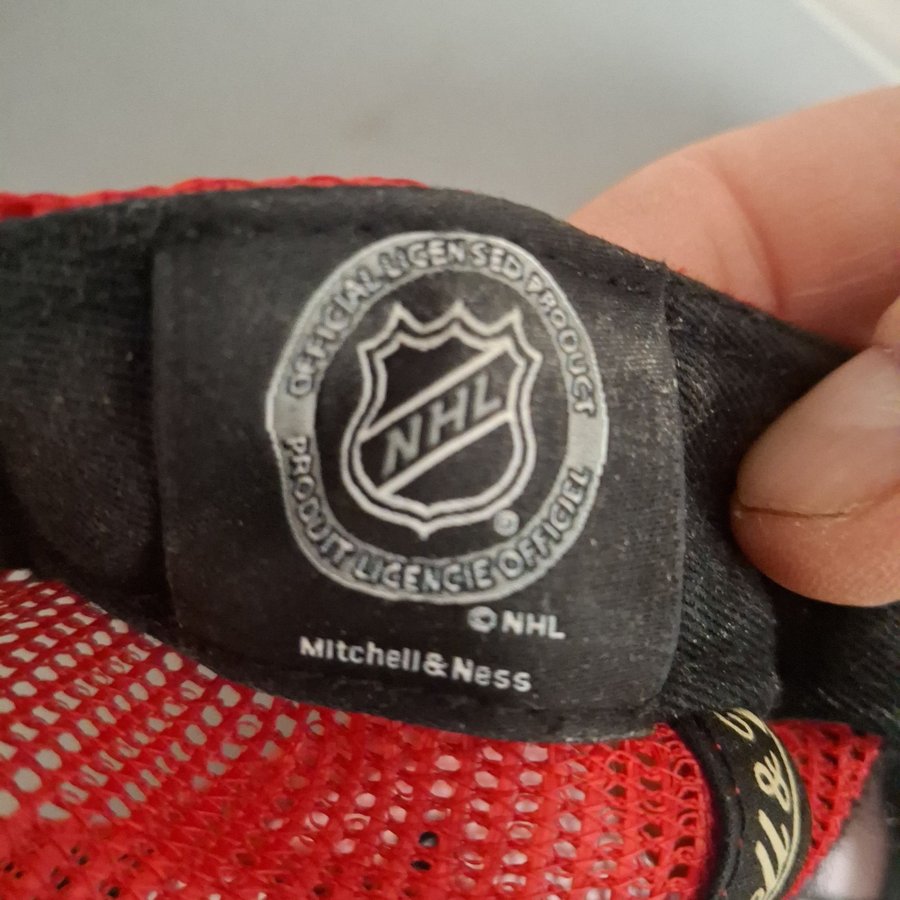 OFFICIAL LICENSED PRODUCT
NHL
®
PRODUIT LICENCIE OFFICIEL
©NHL
Mitchell & Ness
&